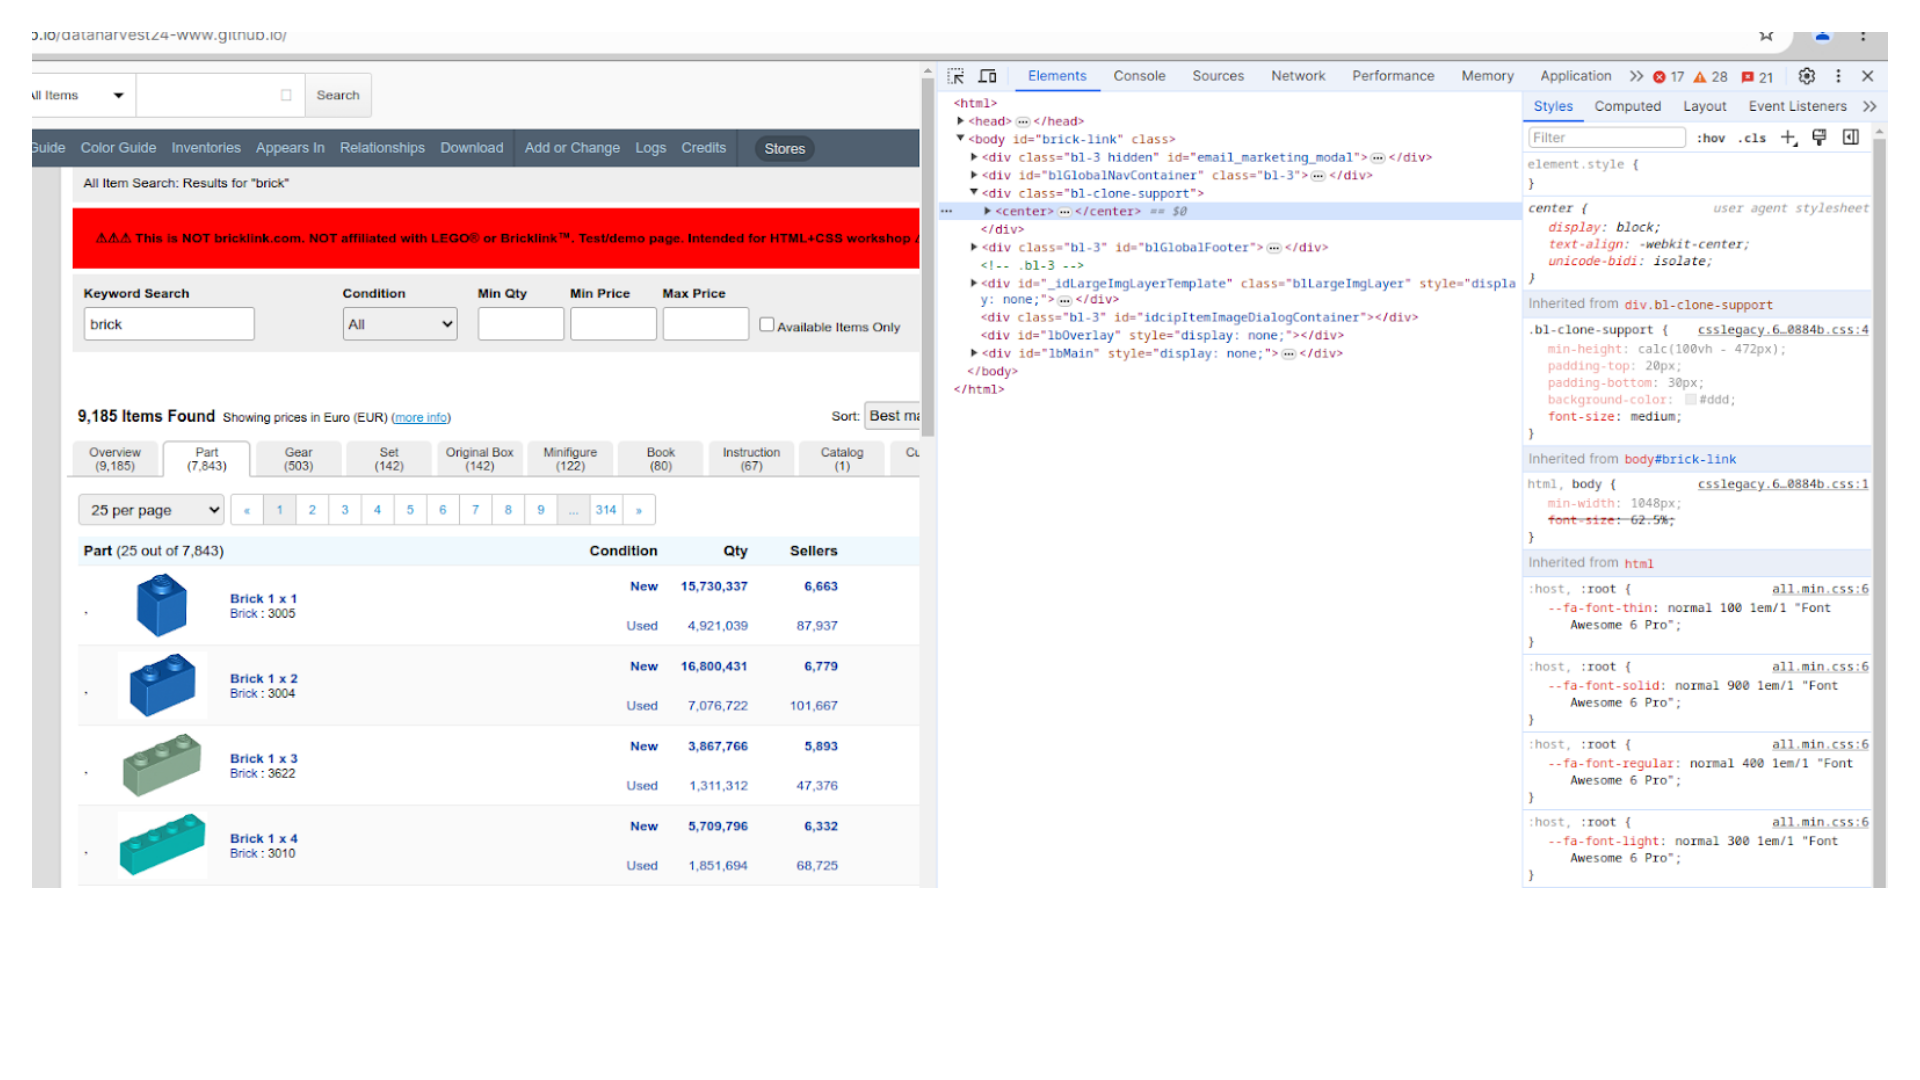 b.io/dataharvest24-www.github.io/
All Items
Search
Guide Color Guide Inventories Appears In Relationships Download Add or Change Logs Credits Stores
All Item Search: Results for "brick"
⚠⚠⚠ This is NOT bricklink.com. NOT affiliated with LEGO® or Bricklink™. Test/demo page. Intended for HTML+CSS workshop
Keyword Search Condition Min Qty Min Price Max Price
brick All Available Items Only
9,185 Items Found Showing prices in Euro (EUR) (more info) Sort: Best ma
Overview (9,185) Part (7,843) Gear (503) Set (142) Original Box (142) Minifigure (122) Book (80) Instruction (67) Catalog (1) Cu
25 per page « 1 2 3 4 5 6 7 8 9 ... 314 »
Part (25 out of 7,843) Condition Qty Sellers
New 15,730,337 6,663
Brick 1 x 1
Brick : 3005
Used 4,921,039 87,937
New 16,800,431 6,779
Brick 1 x 2
Brick : 3004
Used 7,076,722 101,667
New 3,867,766 5,893
Brick 1 x 3
Brick : 3622
Used 1,311,312 47,376
New 5,709,796 6,332
Brick 1 x 4
Brick : 3010
Used 1,851,694 68,725
Elements Console Sources Network Performance Memory Application 17 28 21
<html>
<head> ⋯ </head>
<body id="brick-link" class>
<div class="bl-3 hidden" id="email_marketing_modal"> ⋯ </div>
<div id="blGlobalNavContainer" class="bl-3"> ⋯ </div>
<div class="bl-clone-support">
<center> ⋯ </center> == $0
</div>
<div class="bl-3" id="blGlobalFooter"> ⋯ </div>
<!-- .bl-3 -->
<div id="_idLargeImgLayerTemplate" class="blLargeImgLayer" style="displa
y: none;"> ⋯ </div>
<div class="bl-3" id="idcipItemImageDialogContainer"></div>
<div id="lbOverlay" style="display: none;"></div>
<div id="lbMain" style="display: none;"> ⋯ </div>
</body>
</html>
Styles Computed Layout Event Listeners
Filter :hov .cls
element.style {
}
center { user agent stylesheet
display: block;
text-align: -webkit-center;
unicode-bidi: isolate;
}
Inherited from div.bl-clone-support
.bl-clone-support { csslegacy.6…0884b.css:4
min-height: calc(100vh - 472px);
padding-top: 20px;
padding-bottom: 30px;
background-color: #ddd;
font-size: medium;
}
Inherited from body#brick-link
html, body { csslegacy.6…0884b.css:1
min-width: 1048px;
font-size: 62.5%;
}
Inherited from html
:host, :root { all.min.css:6
--fa-font-thin: normal 100 1em/1 "Font
Awesome 6 Pro";
}
:host, :root { all.min.css:6
--fa-font-solid: normal 900 1em/1 "Font
Awesome 6 Pro";
}
:host, :root { all.min.css:6
--fa-font-regular: normal 400 1em/1 "Font
Awesome 6 Pro";
}
:host, :root { all.min.css:6
--fa-font-light: normal 300 1em/1 "Font
Awesome 6 Pro";
}